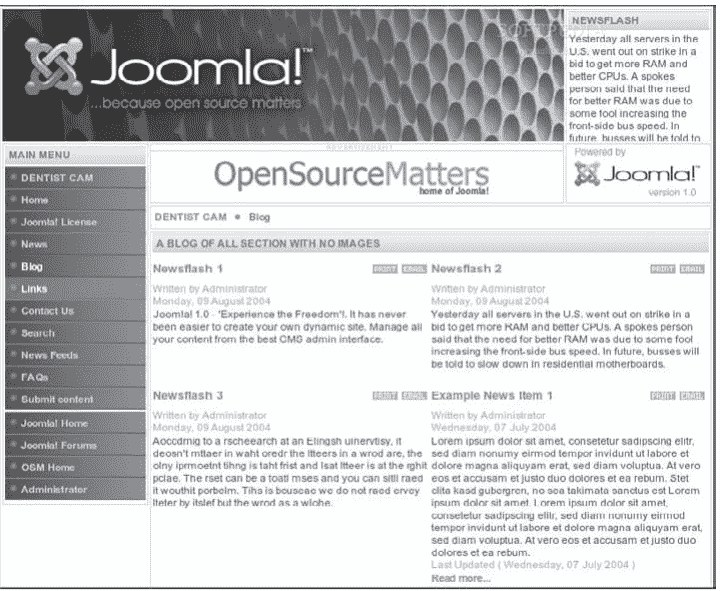 Joomla!™
...because open source matters
SOFTPEDIA
NEWSFLASH
Yesterday all servers in the
U.S. went out on strike in a
bid to get more RAM and
better CPUs. A spokes
person said that the need
for better RAM was due to
some fool increasing the
front-side bus speed. In
future, busses will be told to
MAIN MENU
DENTIST CAM
Home
Joomla! License
News
Blog
Links
Contact Us
Search
News Feeds
FAQs
Submit content
Joomla! Home
Joomla! Forums
OSM Home
Administrator
ADVERTISEMENT
OpenSourceMatters
home of Joomla!
Powered by
Joomla!™
version 1.0
DENTIST CAM Blog
A BLOG OF ALL SECTION WITH NO IMAGES
Newsflash 1 PRINT EMAIL
Written by Administrator
Monday, 09 August 2004
Joomla! 1.0 - 'Experience the Freedom'!. It has never
been easier to create your own dynamic site. Manage all
your content from the best CMS admin interface.
Newsflash 2 PRINT EMAIL
Written by Administrator
Monday, 09 August 2004
Yesterday all servers in the U.S. went out on strike in a
bid to get more RAM and better CPUs. A spokes person
said that the need for better RAM was due to some fool
increasing the front-side bus speed. In future, busses will
be told to slow down in residential motherboards.
Newsflash 3 PRINT EMAIL
Written by Administrator
Monday, 09 August 2004
Aoccdrnig to a rscheearch at an Elingsh uinervtisy, it
deosn't mttaer in waht oredr the ltteers in a wrod are, the
olny iprmoetnt tihng is taht frist and lsat ltteer is at the rghit
pclae. The rset can be a toatl mses and you can sitll raed
it wouthit porbelm. Tihs is bcuseae we do not raed ervey
lteter by itslef but the wrod as a wlohe.
Example News Item 1 PRINT EMAIL
Written by Administrator
Wednesday, 07 July 2004
Lorem ipsum dolor sit amet, consetetur sadipscing elitr,
sed diam nonumy eirmod tempor invidunt ut labore et
dolore magna aliquyam erat, sed diam voluptua. At vero
eos et accusam et justo duo dolores et ea rebum. Stet
clita kasd gubergren, no sea takimata sanctus est Lorem
ipsum dolor sit amet. Lorem ipsum dolor sit amet,
consetetur sadipscing elitr, sed diam nonumy eirmod
tempor invidunt ut labore et dolore magna aliquyam erat,
sed diam voluptua. At vero eos et accusam et justo duo
dolores et ea rebum.
Last Updated ( Wednesday, 07 July 2004 )
Read more...